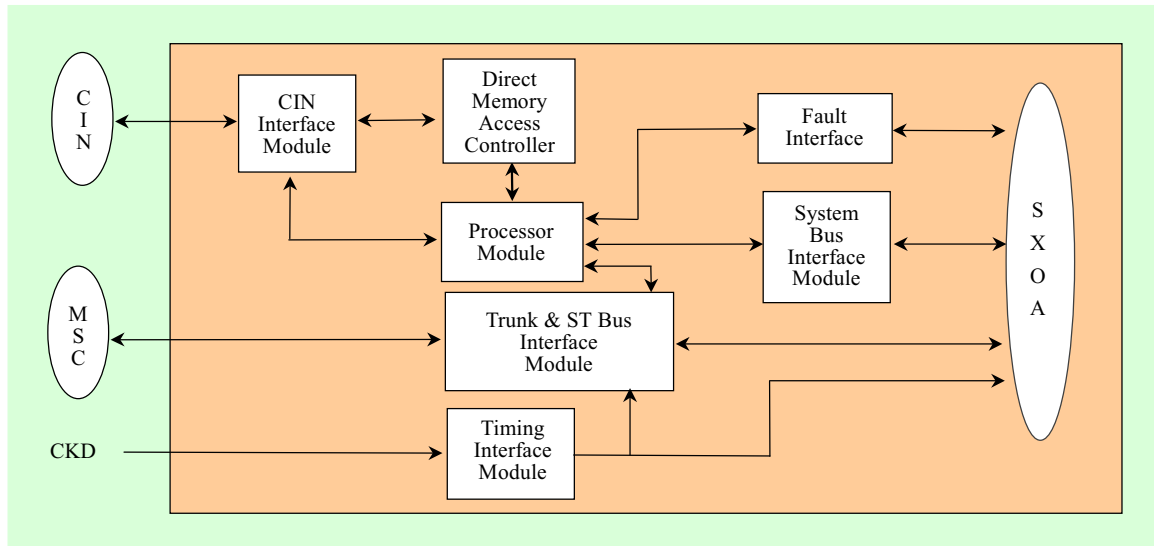 C
I
N
CIN
Interface
Module
Direct
Memory
Access
Controller
Fault
Interface
Processor
Module
System
Bus
Interface
Module
S
X
O
A
M
S
C
Trunk & ST Bus
Interface
Module
CKD
Timing
Interface
Module